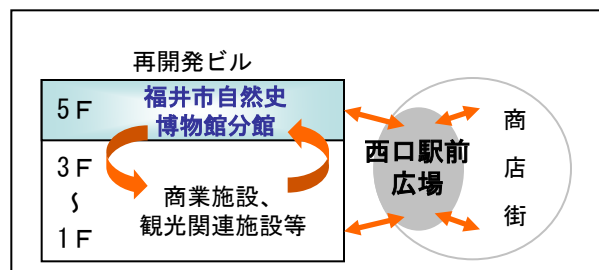 再開発ビル
5F
福井市自然史
博物館分館
3F
〜
1F
商業施設、
観光関連施設等
西口駅前
広場
商
店
街